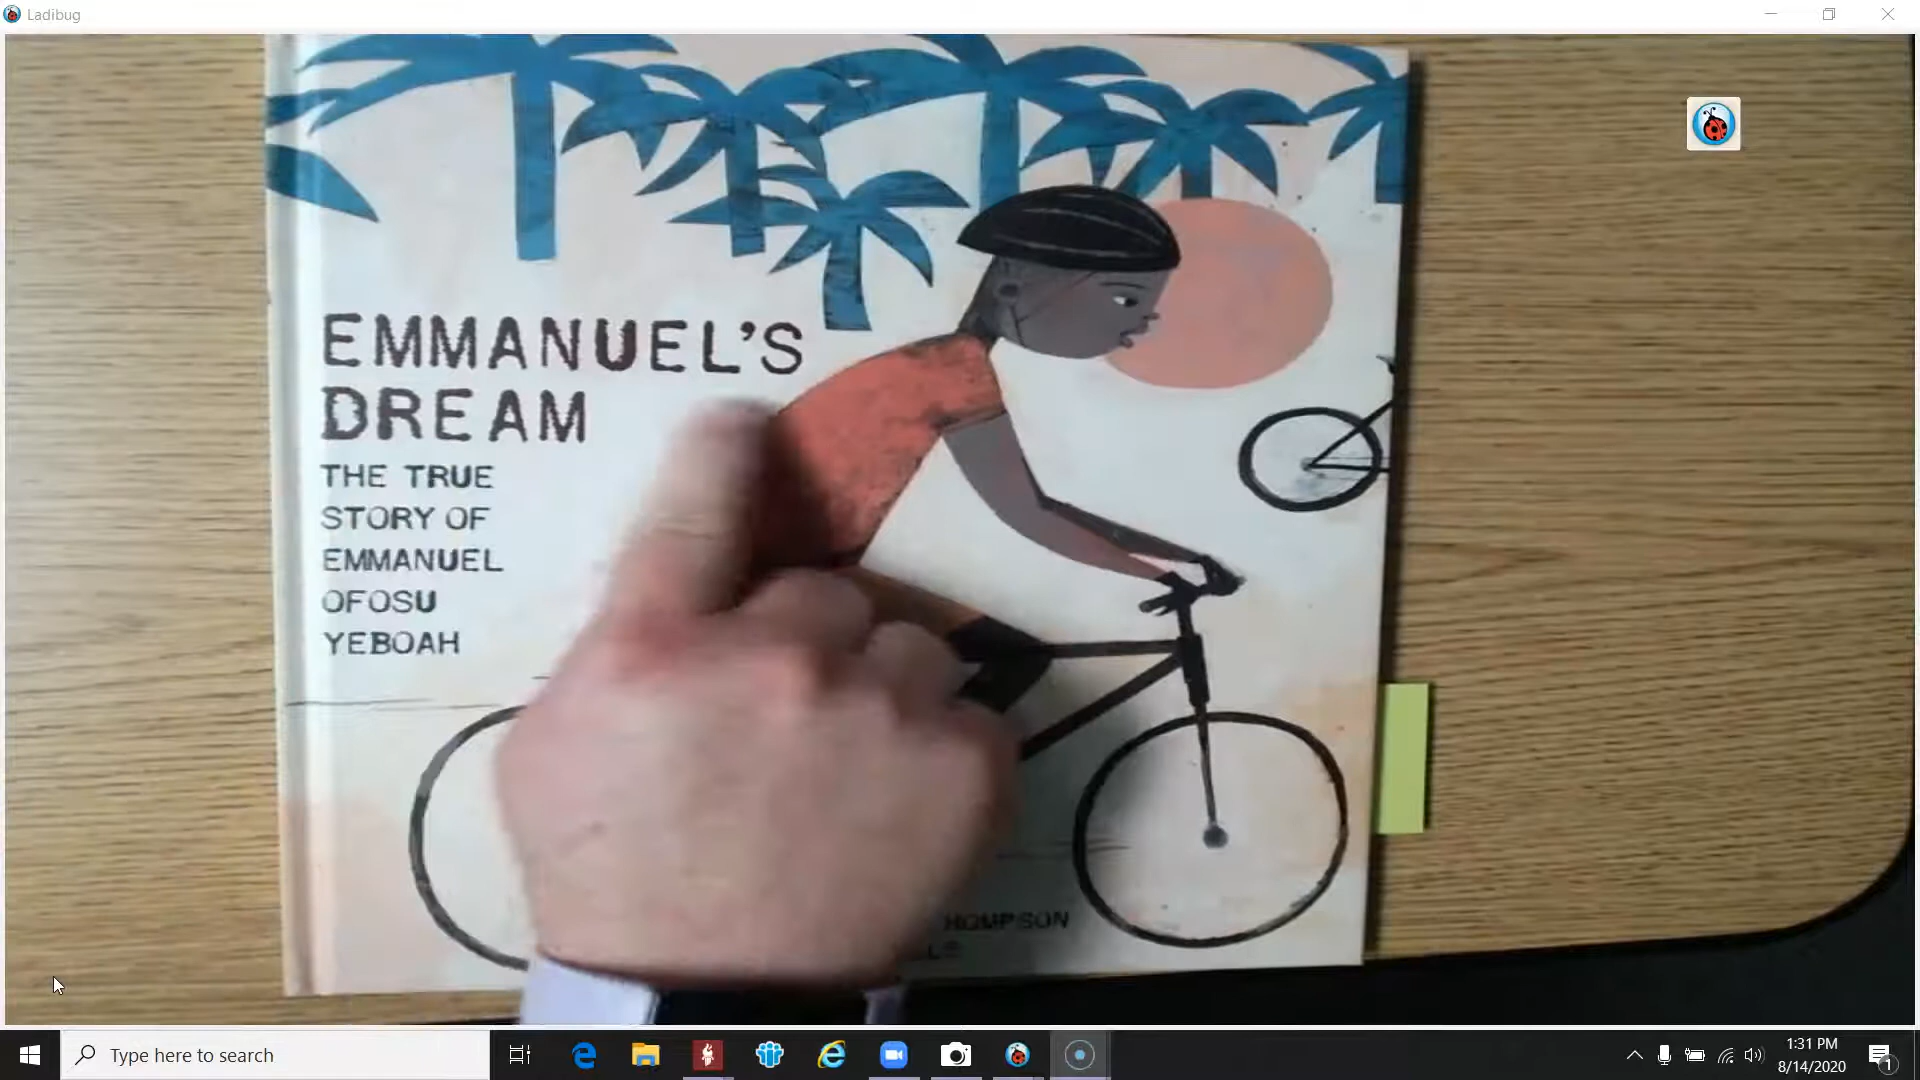 Ladibug
EMMANUEL'S
DREAM
THE TRUE
STORY OF
EMMANUEL
OFOSU
YEBOAH
Type here to search
1:31 PM
8/14/2020
1